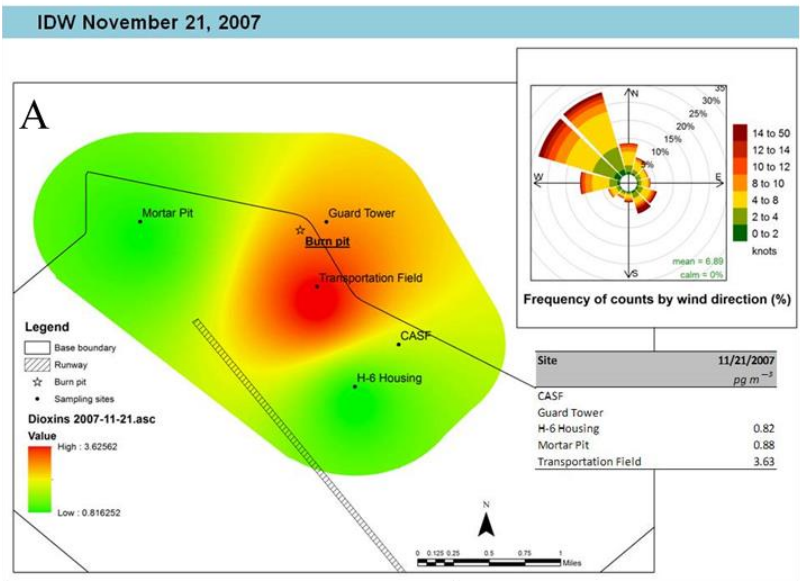 IDW November 21, 2007
A
Mortar Pit
Guard Tower
Burn pit
Transportation Field
CASF
H-6 Housing
Legend
Base boundary
Runway
Burn pit
Sampling sites
Dioxins 2007-11-21.asc
Value
High : 3.62562
Low : 0.816252
N
0 0.125 0.25 0.5 0.75 1
Miles
N
W
E
S
5%
10%
15%
20%
25%
30%
14 to 50
12 to 14
10 to 12
8 to 10
4 to 8
2 to 4
0 to 2
knots
mean = 6.89
calm = 0%
Frequency of counts by wind direction (%)
Site 11/21/2007
pg m⁻³
CASF
Guard Tower
H-6 Housing 0.82
Mortar Pit 0.88
Transportation Field 3.63